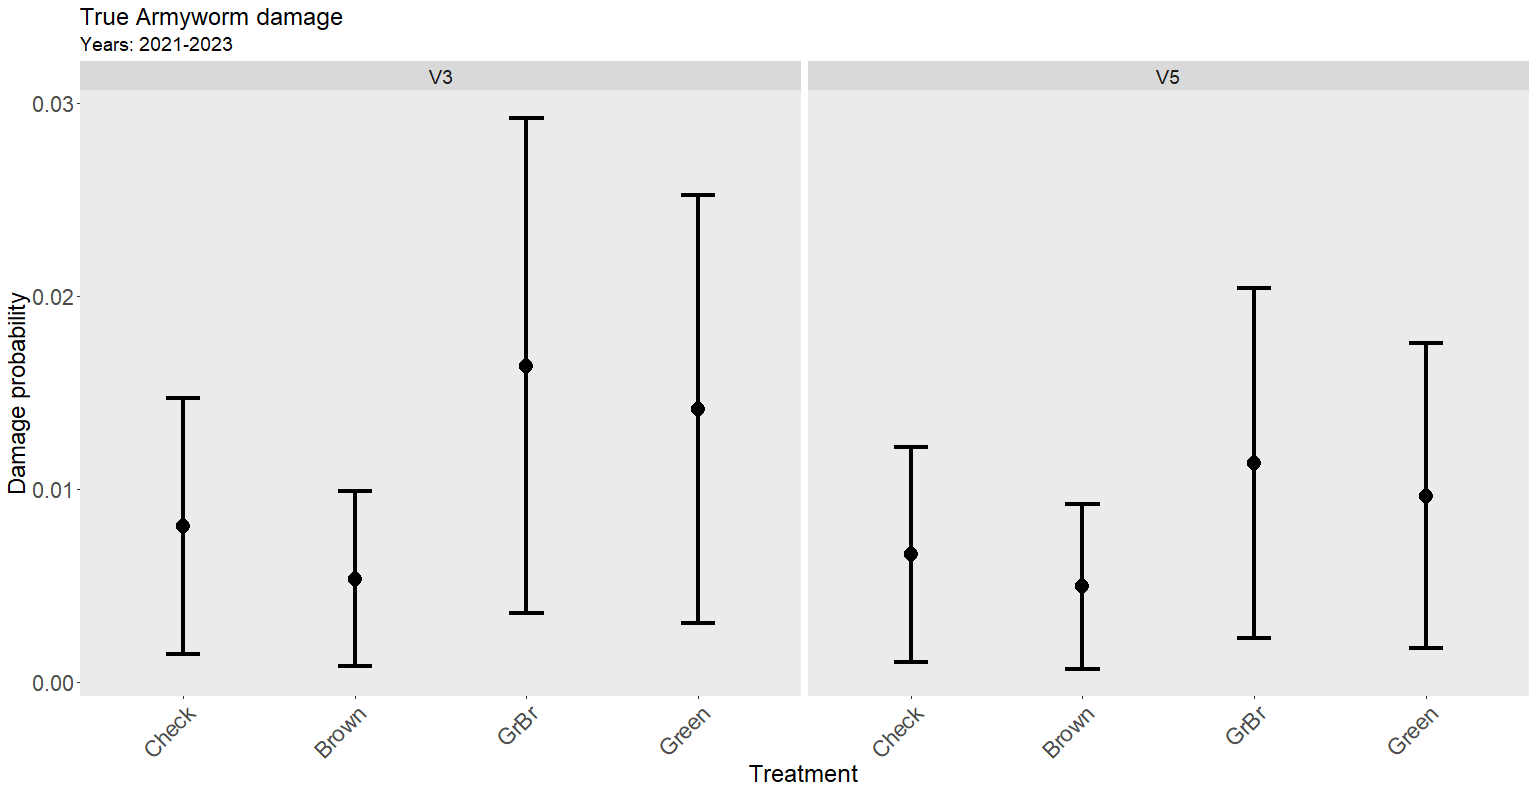 True Armyworm damage
Years: 2021-2023
V3
V5
Damage probability
0.03
0.02
0.01
0.00
Check
Brown
GrBr
Green
Check
Brown
GrBr
Green
Treatment